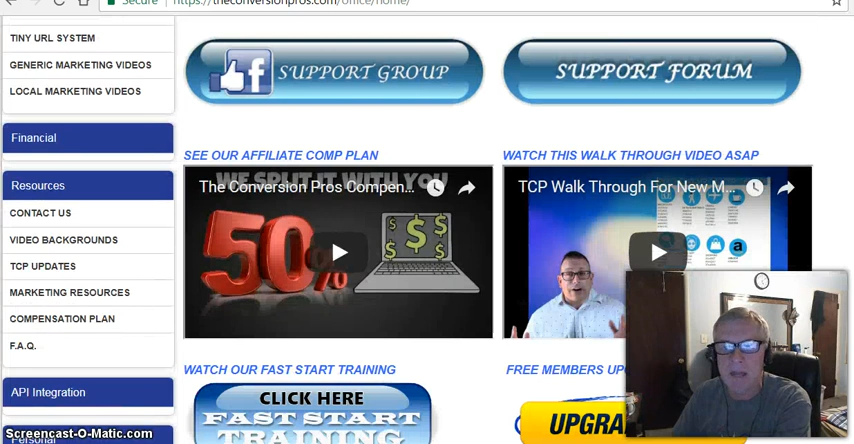 Secure https://theconversionpros.com/office/home/
TINY URL SYSTEM
GENERIC MARKETING VIDEOS
LOCAL MARKETING VIDEOS
Financial
Resources
CONTACT US
VIDEO BACKGROUNDS
TCP UPDATES
MARKETING RESOURCES
COMPENSATION PLAN
F.A.Q.
API Integration
Personal
Screencast-O-Matic.com
f SUPPORT GROUP
SUPPORT FORUM
SEE OUR AFFILIATE COMP PLAN
WATCH THIS WALK THROUGH VIDEO ASAP
WE SPLIT IT WITH YOU
The Conversion Pros Compen...
50%
TCP Walk Through For New M...
WATCH OUR FAST START TRAINING
FREE MEMBERS UPG
CLICK HERE
FAST START
TRAINING
UPGRA